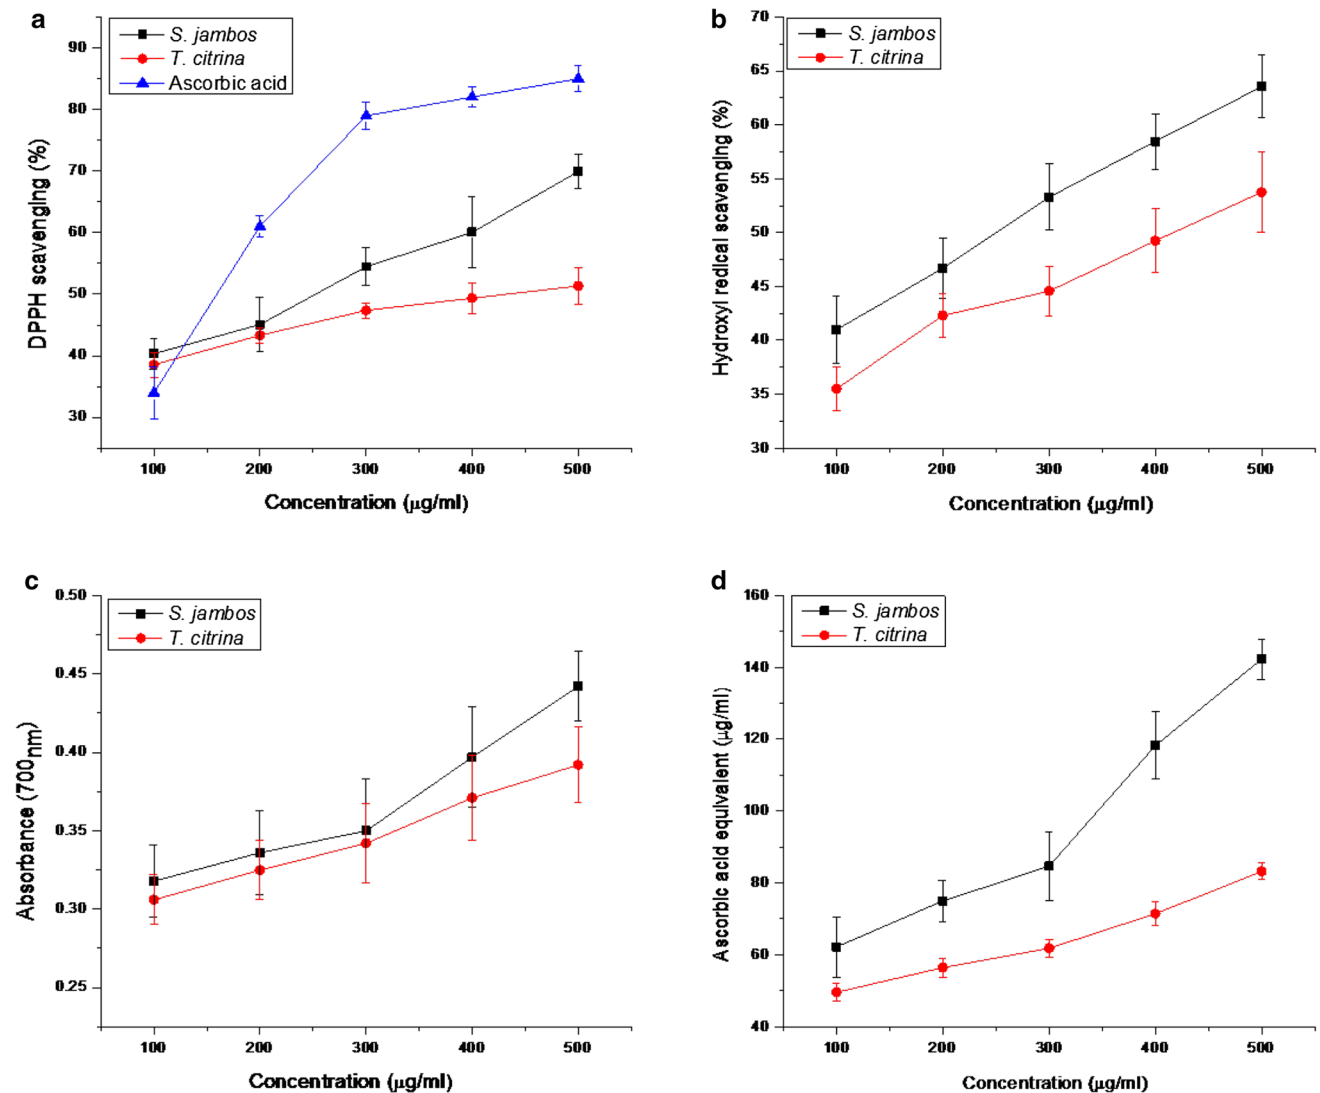 a
S. jambos
T. citrina
Ascorbic acid
DPPH scavenging (%)
90
80
70
60
50
40
30
100 200 300 400 500
Concentration (µg/ml)
b
S. jambos
T. citrina
Hydroxyl redical scavenging (%)
70
65
60
55
50
45
40
35
30
100 200 300 400 500
Concentration (µg/ml)
c
S. jambos
T. citrina
Absorbance (700nm)
0.50
0.45
0.40
0.35
0.30
0.25
100 200 300 400 500
Concentration (µg/ml)
d
S. jambos
T. citrina
Ascorbic acid equivalent (µg/ml)
160
140
120
100
80
60
40
100 200 300 400 500
Concentration (µg/ml)